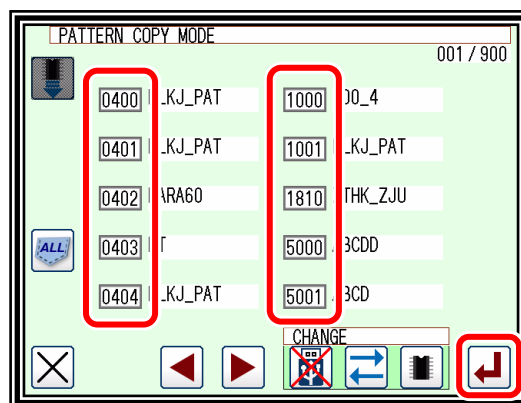 PATTERN COPY MODE
001 / 900
0400 _KJ_PAT 1000 00_4
0401 _KJ_PAT 1001 _KJ_PAT
0402 ARA60 1810 THK_ZJU
ALL 0403 T 5000 BCDD
0404 _KJ_PAT 5001 BCD
CHANGE